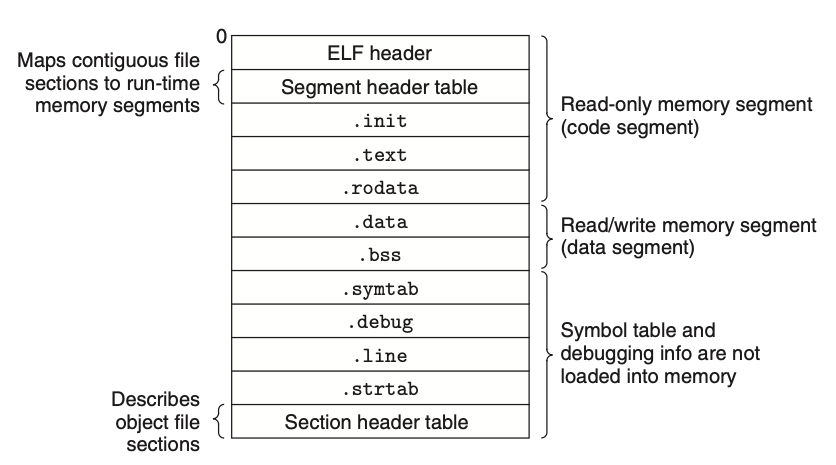 0
ELF header
Maps contiguous file
sections to run-time
memory segments
Segment header table
.init
.text
.rodata
Read-only memory segment
(code segment)
.data
.bss
Read/write memory segment
(data segment)
.symtab
.debug
.line
.strtab
Symbol table and
debugging info are not
loaded into memory
Describes
object file
sections
Section header table